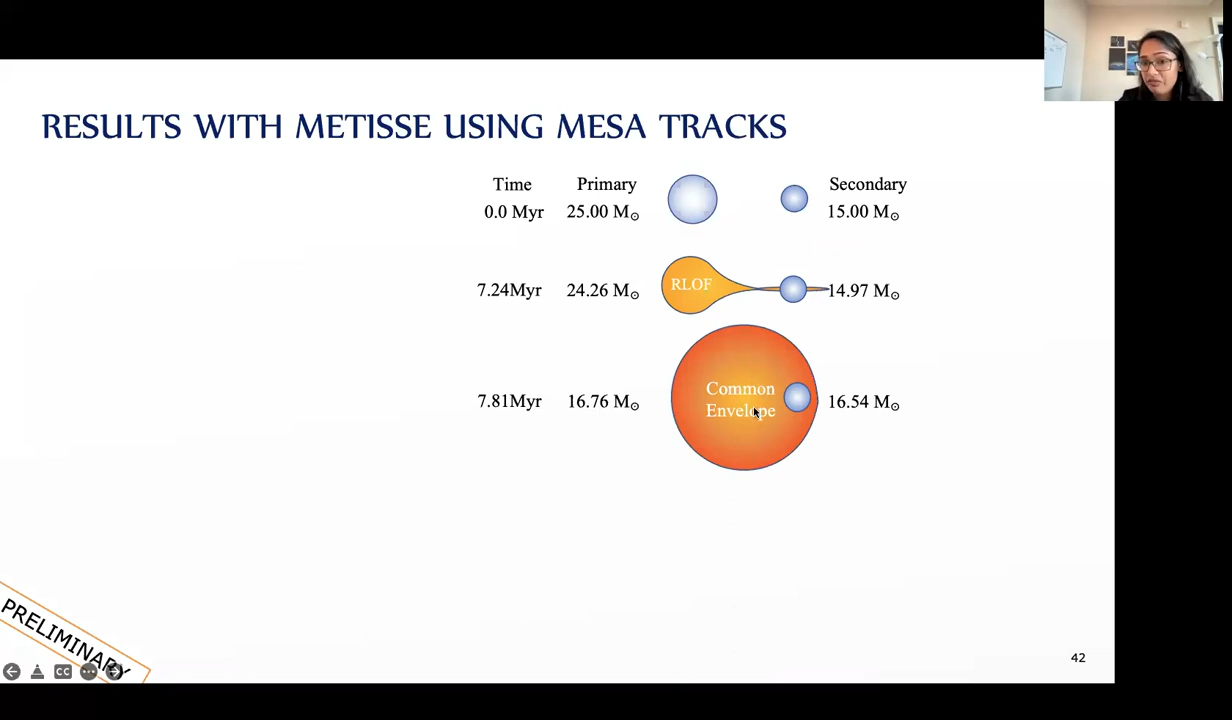 RESULTS WITH METISSE USING MESA TRACKS
Time Primary Secondary
0.0 Myr 25.00 M⊙ 15.00 M⊙
7.24Myr 24.26 M⊙ RLOF 14.97 M⊙
Common
Envelope
7.81Myr 16.76 M⊙ 16.54 M⊙
PRELIMINARY
CC
42